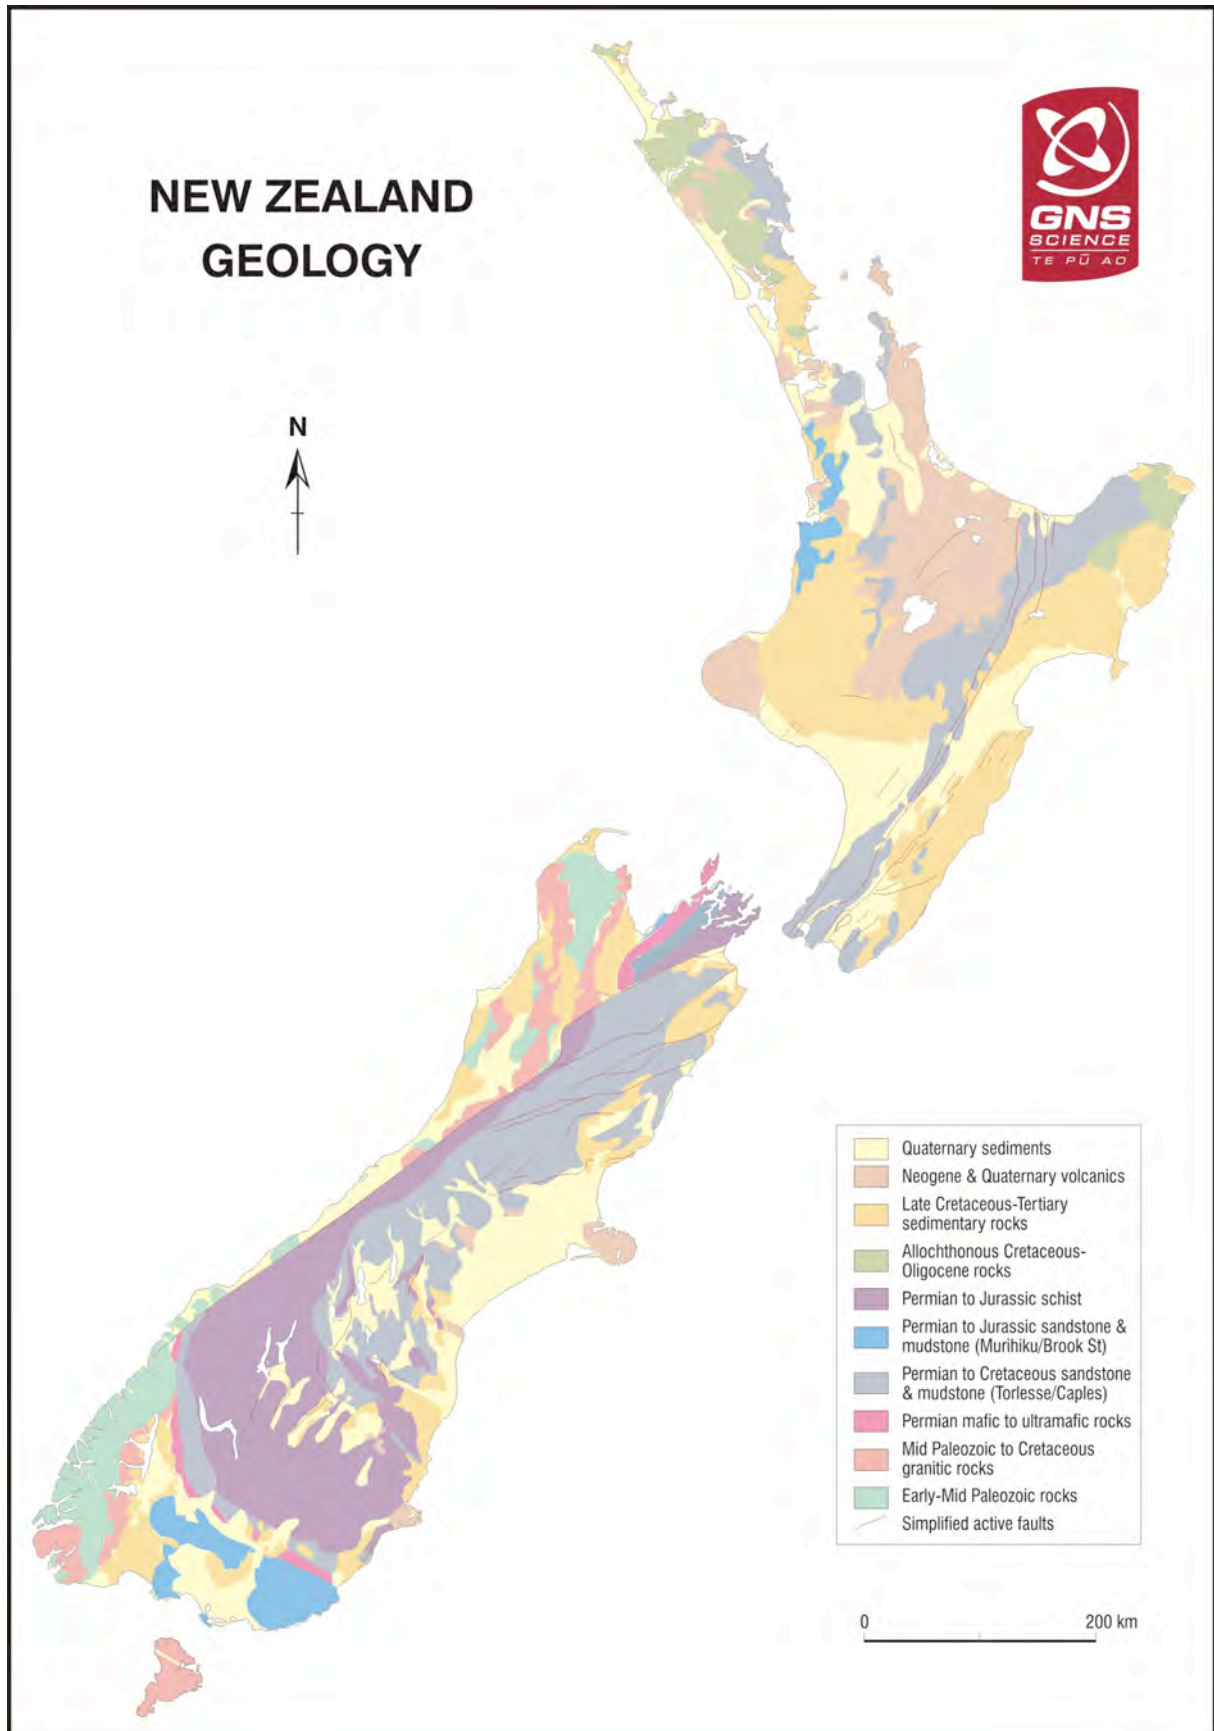 NEW ZEALAND
GEOLOGY
GNS
SCIENCE
TE PŪ AO
N
Quaternary sediments
Neogene & Quaternary volcanics
Late Cretaceous-Tertiary
sedimentary rocks
Allochthonous Cretaceous-
Oligocene rocks
Permian to Jurassic schist
Permian to Jurassic sandstone &
mudstone (Murihiku/Brook St)
Permian to Cretaceous sandstone
& mudstone (Torlesse/Caples)
Permian mafic to ultramafic rocks
Mid Paleozoic to Cretaceous
granitic rocks
Early-Mid Paleozoic rocks
Simplified active faults
0 200 km